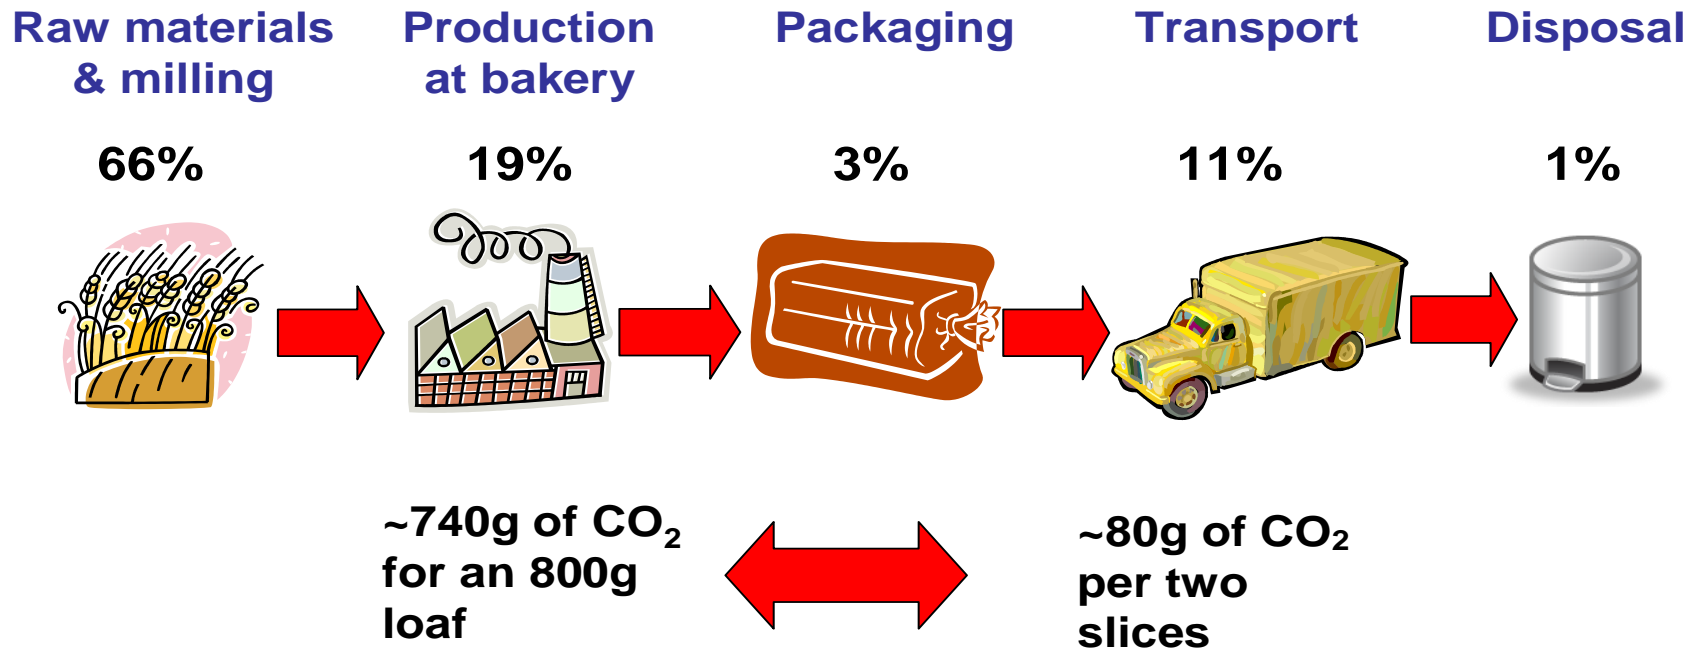 Raw materials
& milling
Production
at bakery
Packaging
Transport
Disposal
66%
19%
3%
11%
1%
~740g of CO₂
for an 800g
loaf
~80g of CO₂
per two
slices